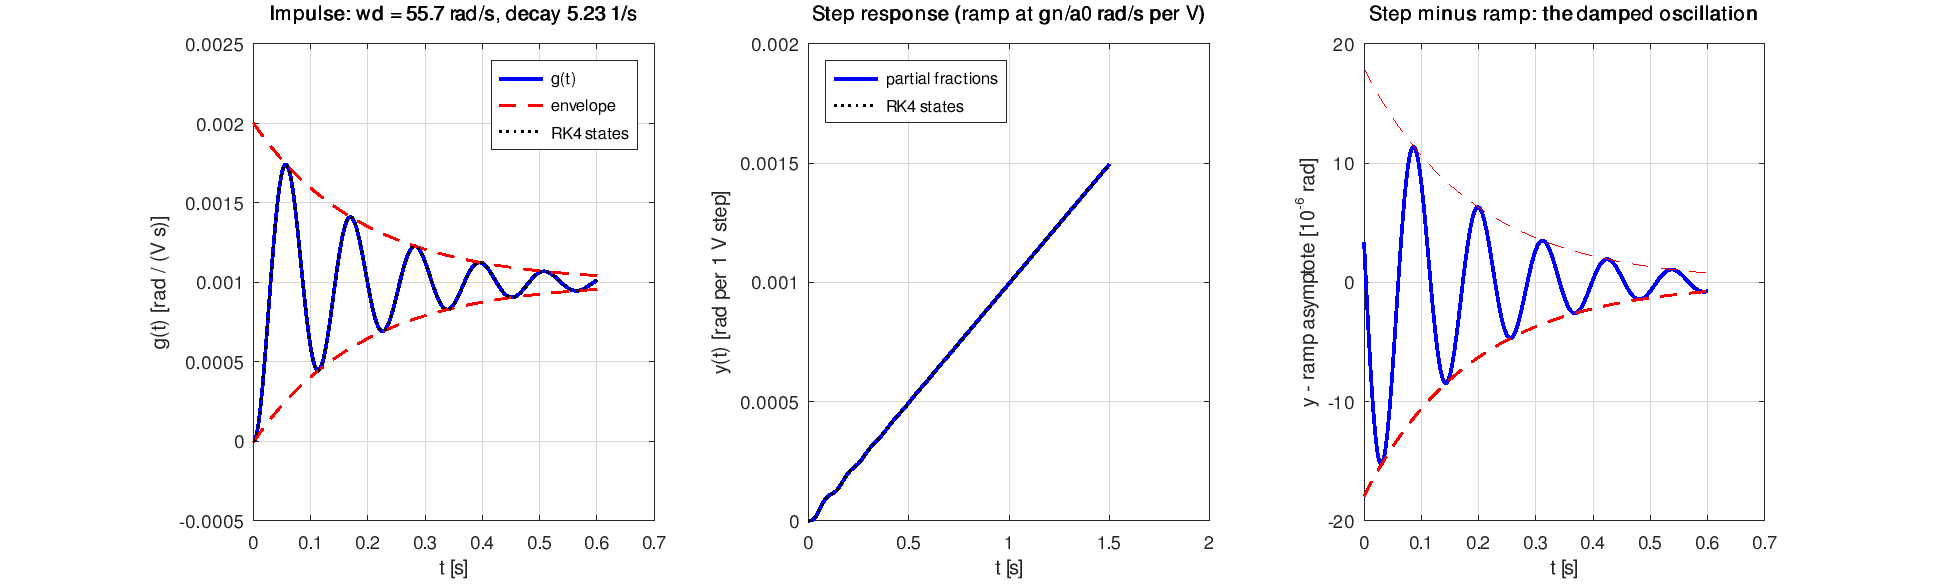 Impulse: wd = 55.7 rad/s, decay 5.23 1/s
0.0025
0.002
0.0015
0.001
0.0005
0
-0.0005
g(t) [rad / (V s)]
g(t)
envelope
RK4 states
0 0.1 0.2 0.3 0.4 0.5 0.6 0.7
t [s]
Step response (ramp at gn/a0 rad/s per V)
0.002
0.0015
0.001
0.0005
0
y(t) [rad per 1 V step]
partial fractions
RK4 states
0 0.5 1 1.5 2
t [s]
Step minus ramp: the damped oscillation
20
10
0
-10
-20
y - ramp asymptote [10-6 rad]
0 0.1 0.2 0.3 0.4 0.5 0.6 0.7
t [s]